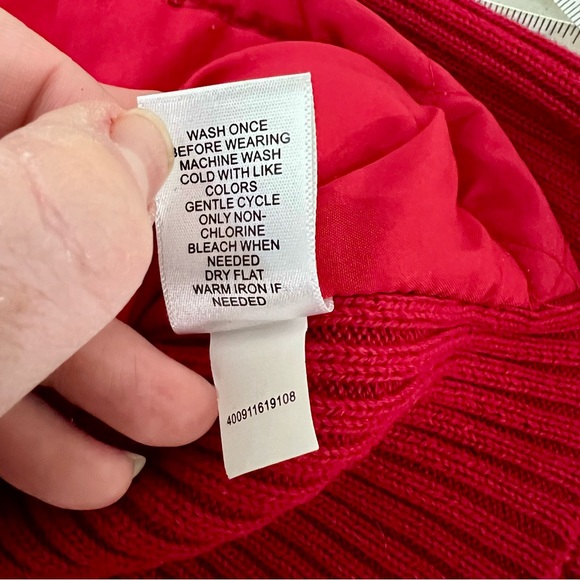 WASH ONCE
BEFORE WEARING
MACHINE WASH
COLD WITH LIKE
COLORS
GENTLE CYCLE
ONLY NON-
CHLORINE
BLEACH WHEN
NEEDED
DRY FLAT
WARM IRON IF
NEEDED
400911619108